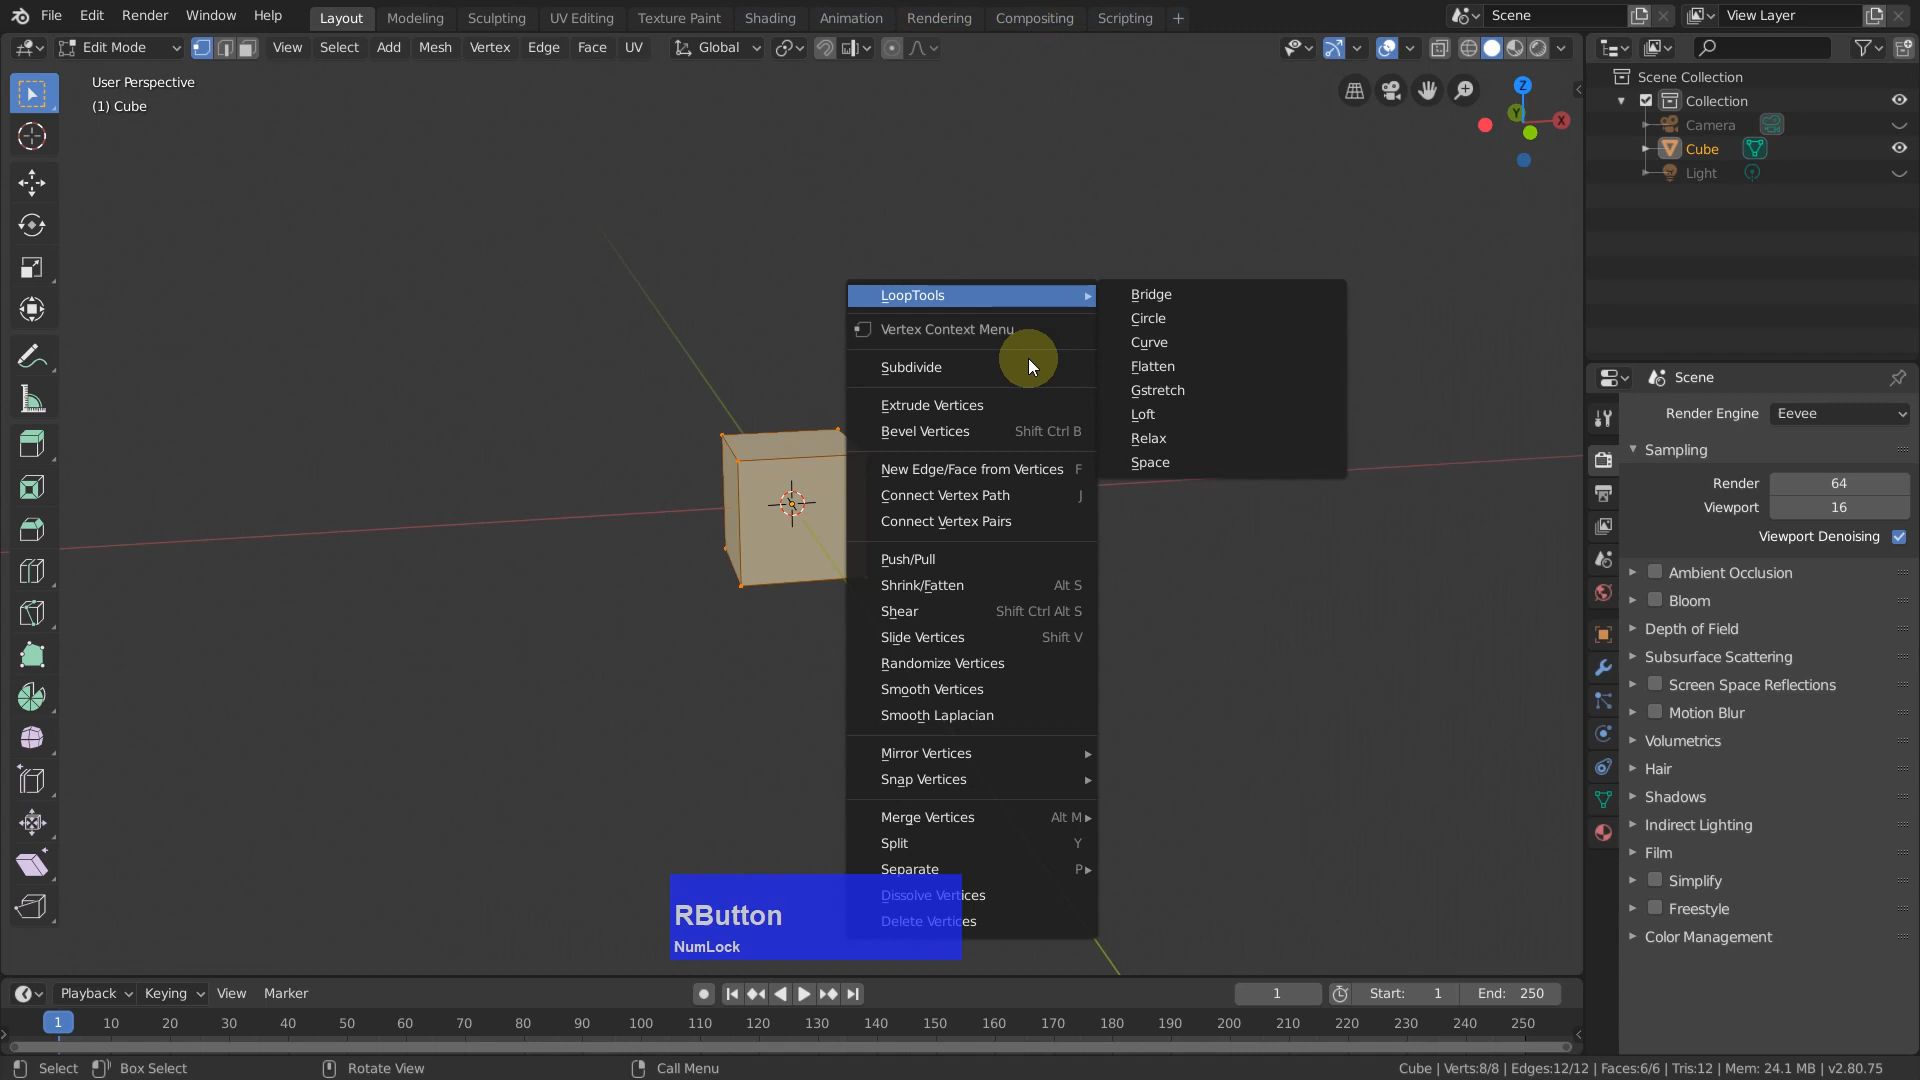 File Edit Render Window Help Layout Modeling Sculpting UV Editing Texture Paint Shading Animation Rendering Compositing Scripting + Scene View Layer
Edit Mode View Select Add Mesh Vertex Edge Face UV Global
User Perspective
(1) Cube
Z
Y
X
Scene Collection
Collection
Camera
Cube
Light
LoopTools
Vertex Context Menu
Subdivide
Extrude Vertices
Bevel Vertices Shift Ctrl B
New Edge/Face from Vertices F
Connect Vertex Path J
Connect Vertex Pairs
Push/Pull
Shrink/Fatten Alt S
Shear Shift Ctrl Alt S
Slide Vertices Shift V
Randomize Vertices
Smooth Vertices
Smooth Laplacian
Mirror Vertices
Snap Vertices
Merge Vertices Alt M
Split Y
Separate P
Dissolve Vertices
Delete Vertices
Bridge
Circle
Curve
Flatten
Gstretch
Loft
Relax
Space
RButton
NumLock
Scene
Render Engine Eevee
Sampling
Render 64
Viewport 16
Viewport Denoising
Ambient Occlusion
Bloom
Depth of Field
Subsurface Scattering
Screen Space Reflections
Motion Blur
Volumetrics
Hair
Shadows
Indirect Lighting
Film
Simplify
Freestyle
Color Management
Playback Keying View Marker 1 Start: 1 End: 250
1 10 20 30 40 50 60 70 80 90 100 110 120 130 140 150 160 170 180 190 200 210 220 230 240 250
Select Box Select Rotate View Call Menu Cube | Verts:8/8 | Edges:12/12 | Faces:6/6 | Tris:12 | Mem: 24.1 MB | v2.80.75